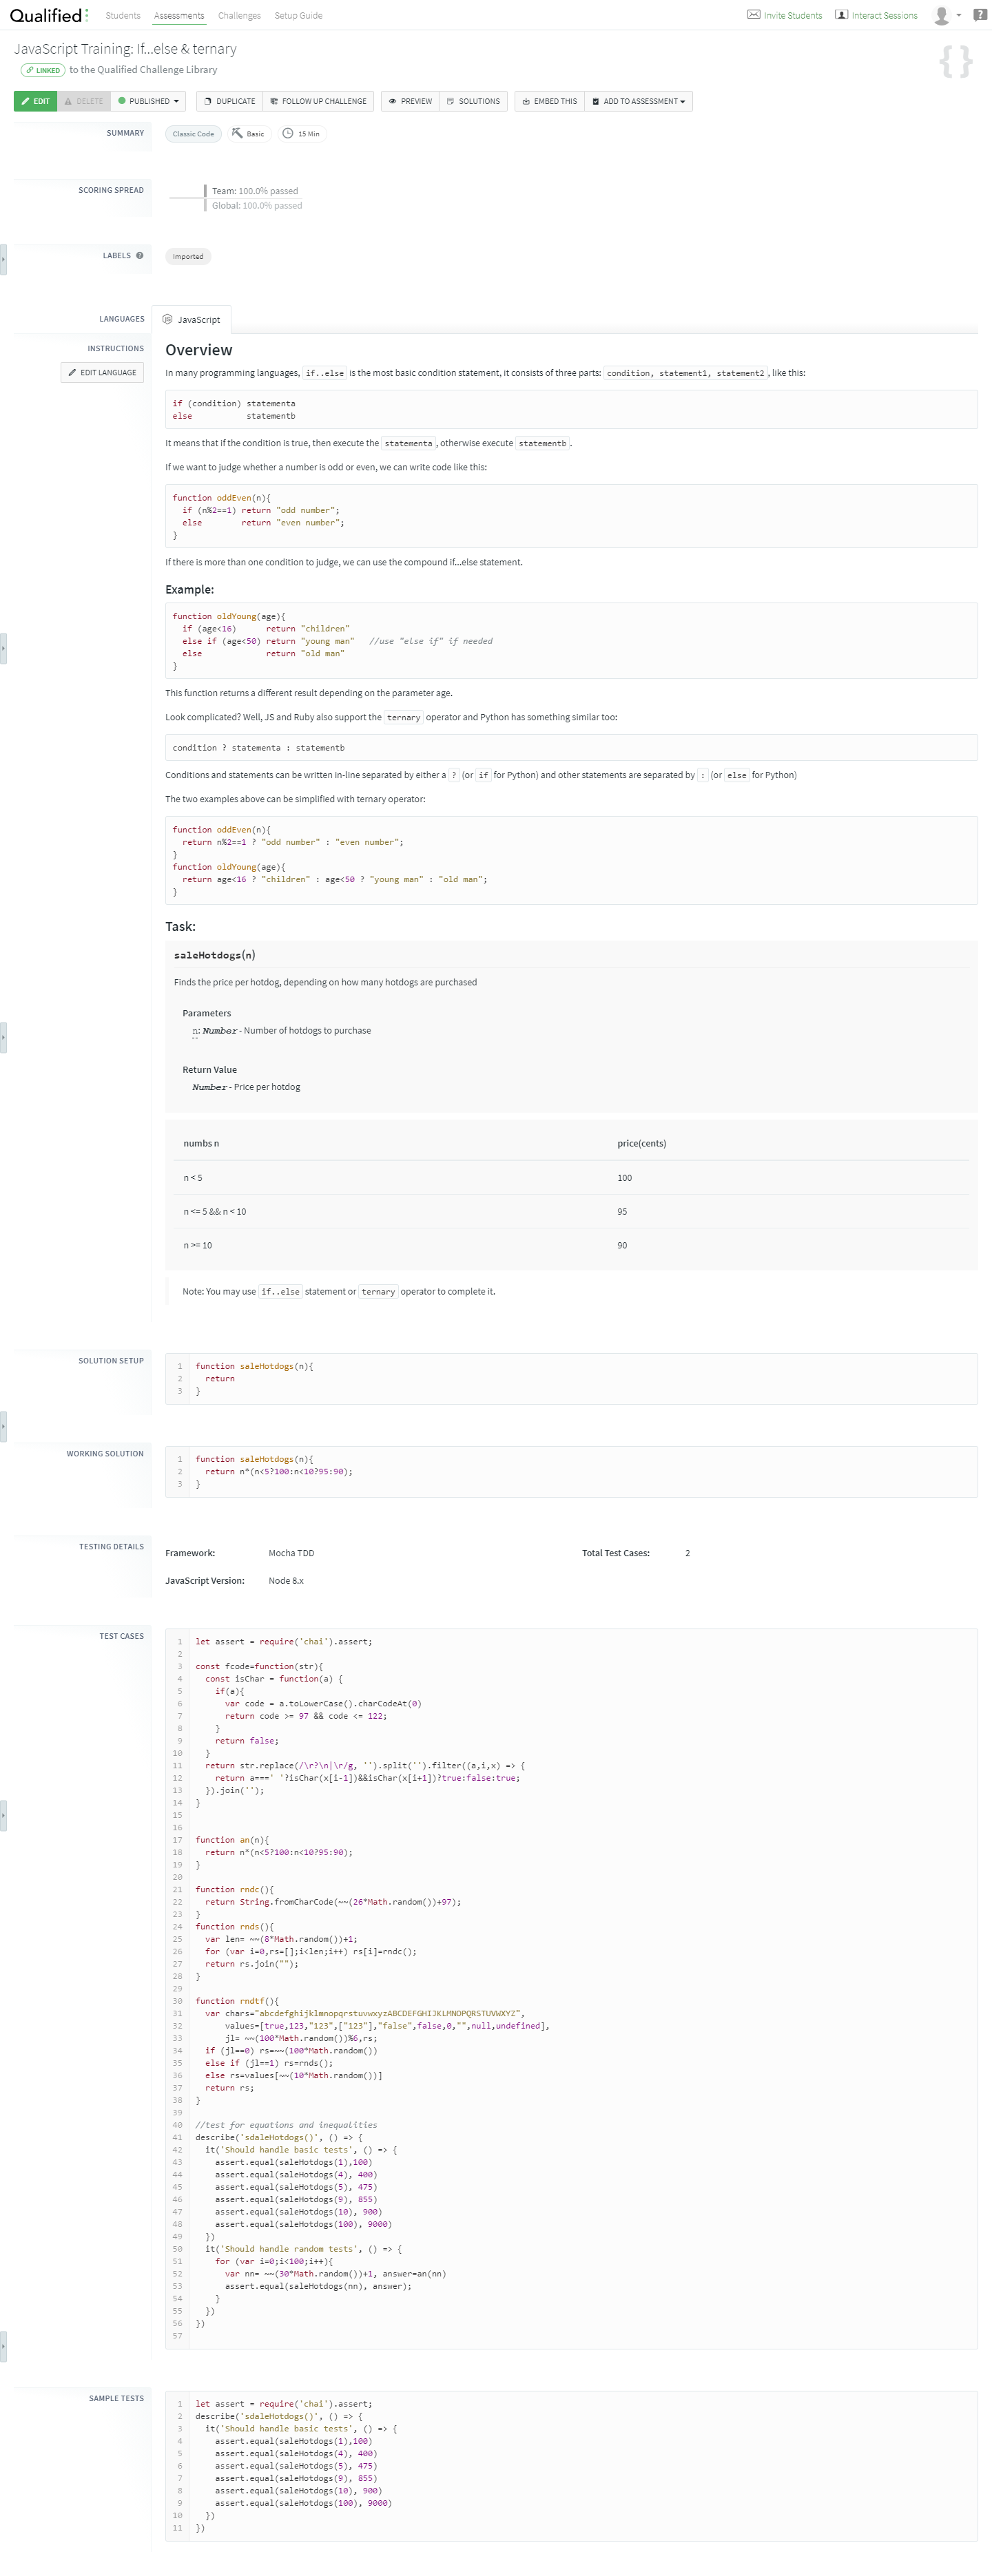 Qualified Students Assessments Challenges Setup Guide Invite Students Interact Sessions ?
JavaScript Training: If...else & ternary
LINKED to the Qualified Challenge Library
{ }
EDIT DELETE PUBLISHED DUPLICATE FOLLOW UP CHALLENGE PREVIEW SOLUTIONS EMBED THIS ADD TO ASSESSMENT
SUMMARY Classic Code Basic 15 Min
SCORING SPREAD Team: 100.0% passed
Global: 100.0% passed
LABELS Imported
LANGUAGES JavaScript
INSTRUCTIONS
EDIT LANGUAGE
Overview
In many programming languages, if..else is the most basic condition statement, it consists of three parts: condition, statement1, statement2, like this:
if (condition) statementa
else           statementb
It means that if the condition is true, then execute the statementa, otherwise execute statementb.
If we want to judge whether a number is odd or even, we can write code like this:
function oddEven(n){
  if (n%2==1) return "odd number";
  else        return "even number";
}
If there is more than one condition to judge, we can use the compound if...else statement.
Example:
function oldYoung(age){
  if (age<16)      return "children"
  else if (age<50) return "young man"   //use "else if" if needed
  else             return "old man"
}
This function returns a different result depending on the parameter age.
Look complicated? Well, JS and Ruby also support the ternary operator and Python has something similar too:
condition ? statementa : statementb
Conditions and statements can be written in-line separated by either a ? (or if for Python) and other statements are separated by : (or else for Python)
The two examples above can be simplified with ternary operator:
function oddEven(n){
  return n%2==1 ? "odd number" : "even number";
}
function oldYoung(age){
  return age<16 ? "children" : age<50 ? "young man" : "old man";
}
Task:
saleHotdogs(n)
Finds the price per hotdog, depending on how many hotdogs are purchased
Parameters
n: Number - Number of hotdogs to purchase
Return Value
Number - Price per hotdog
numbs n price(cents)
n < 5 100
n <= 5 && n < 10 95
n >= 10 90
Note: You may use if..else statement or ternary operator to complete it.
SOLUTION SETUP
1 function saleHotdogs(n){
2   return
3 }
WORKING SOLUTION
1 function saleHotdogs(n){
2   return n*(n<5?100:n<10?95:90);
3 }
TESTING DETAILS
Framework: Mocha TDD Total Test Cases: 2
JavaScript Version: Node 8.x
TEST CASES
1 let assert = require('chai').assert;
2
3 const fcode=function(str){
4   const isChar = function(a) {
5     if(a){
6       var code = a.toLowerCase().charCodeAt(0)
7       return code >= 97 && code <= 122;
8     }
9     return false;
10   }
11   return str.replace(/\r?\n|\r/g, '').split('').filter((a,i,x) => {
12     return a===' '?isChar(x[i-1])&&isChar(x[i+1])?true:false:true;
13   }).join('');
14 }
15
16
17 function an(n){
18   return n*(n<5?100:n<10?95:90);
19 }
20
21 function rndc(){
22   return String.fromCharCode(~~(26*Math.random())+97);
23 }
24 function rnds(){
25   var len= ~~(8*Math.random())+1;
26   for (var i=0,rs=[];i<len;i++) rs[i]=rndc();
27   return rs.join("");
28 }
29
30 function rndtf(){
31   var chars="abcdefghijklmnopqrstuvwxyzABCDEFGHIJKLMNOPQRSTUVWXYZ",
32       values=[true,123,"123",["123"],"false",false,0,"",null,undefined],
33       jl= ~~(100*Math.random())%6,rs;
34   if (jl==0) rs=~~(100*Math.random())
35   else if (jl==1) rs=rnds();
36   else rs=values[~~(10*Math.random())]
37   return rs;
38 }
39
40 //test for equations and inequalities
41 describe('sdaleHotdogs()', () => {
42   it('Should handle basic tests', () => {
43     assert.equal(saleHotdogs(1),100)
44     assert.equal(saleHotdogs(4), 400)
45     assert.equal(saleHotdogs(5), 475)
46     assert.equal(saleHotdogs(9), 855)
47     assert.equal(saleHotdogs(10), 900)
48     assert.equal(saleHotdogs(100), 9000)
49   })
50   it('Should handle random tests', () => {
51     for (var i=0;i<100;i++){
52       var nn= ~~(30*Math.random())+1, answer=an(nn)
53       assert.equal(saleHotdogs(nn), answer);
54     }
55   })
56 })
57
SAMPLE TESTS
1 let assert = require('chai').assert;
2 describe('sdaleHotdogs()', () => {
3   it('Should handle basic tests', () => {
4     assert.equal(saleHotdogs(1),100)
5     assert.equal(saleHotdogs(4), 400)
6     assert.equal(saleHotdogs(5), 475)
7     assert.equal(saleHotdogs(9), 855)
8     assert.equal(saleHotdogs(10), 900)
9     assert.equal(saleHotdogs(100), 9000)
10   })
11 })